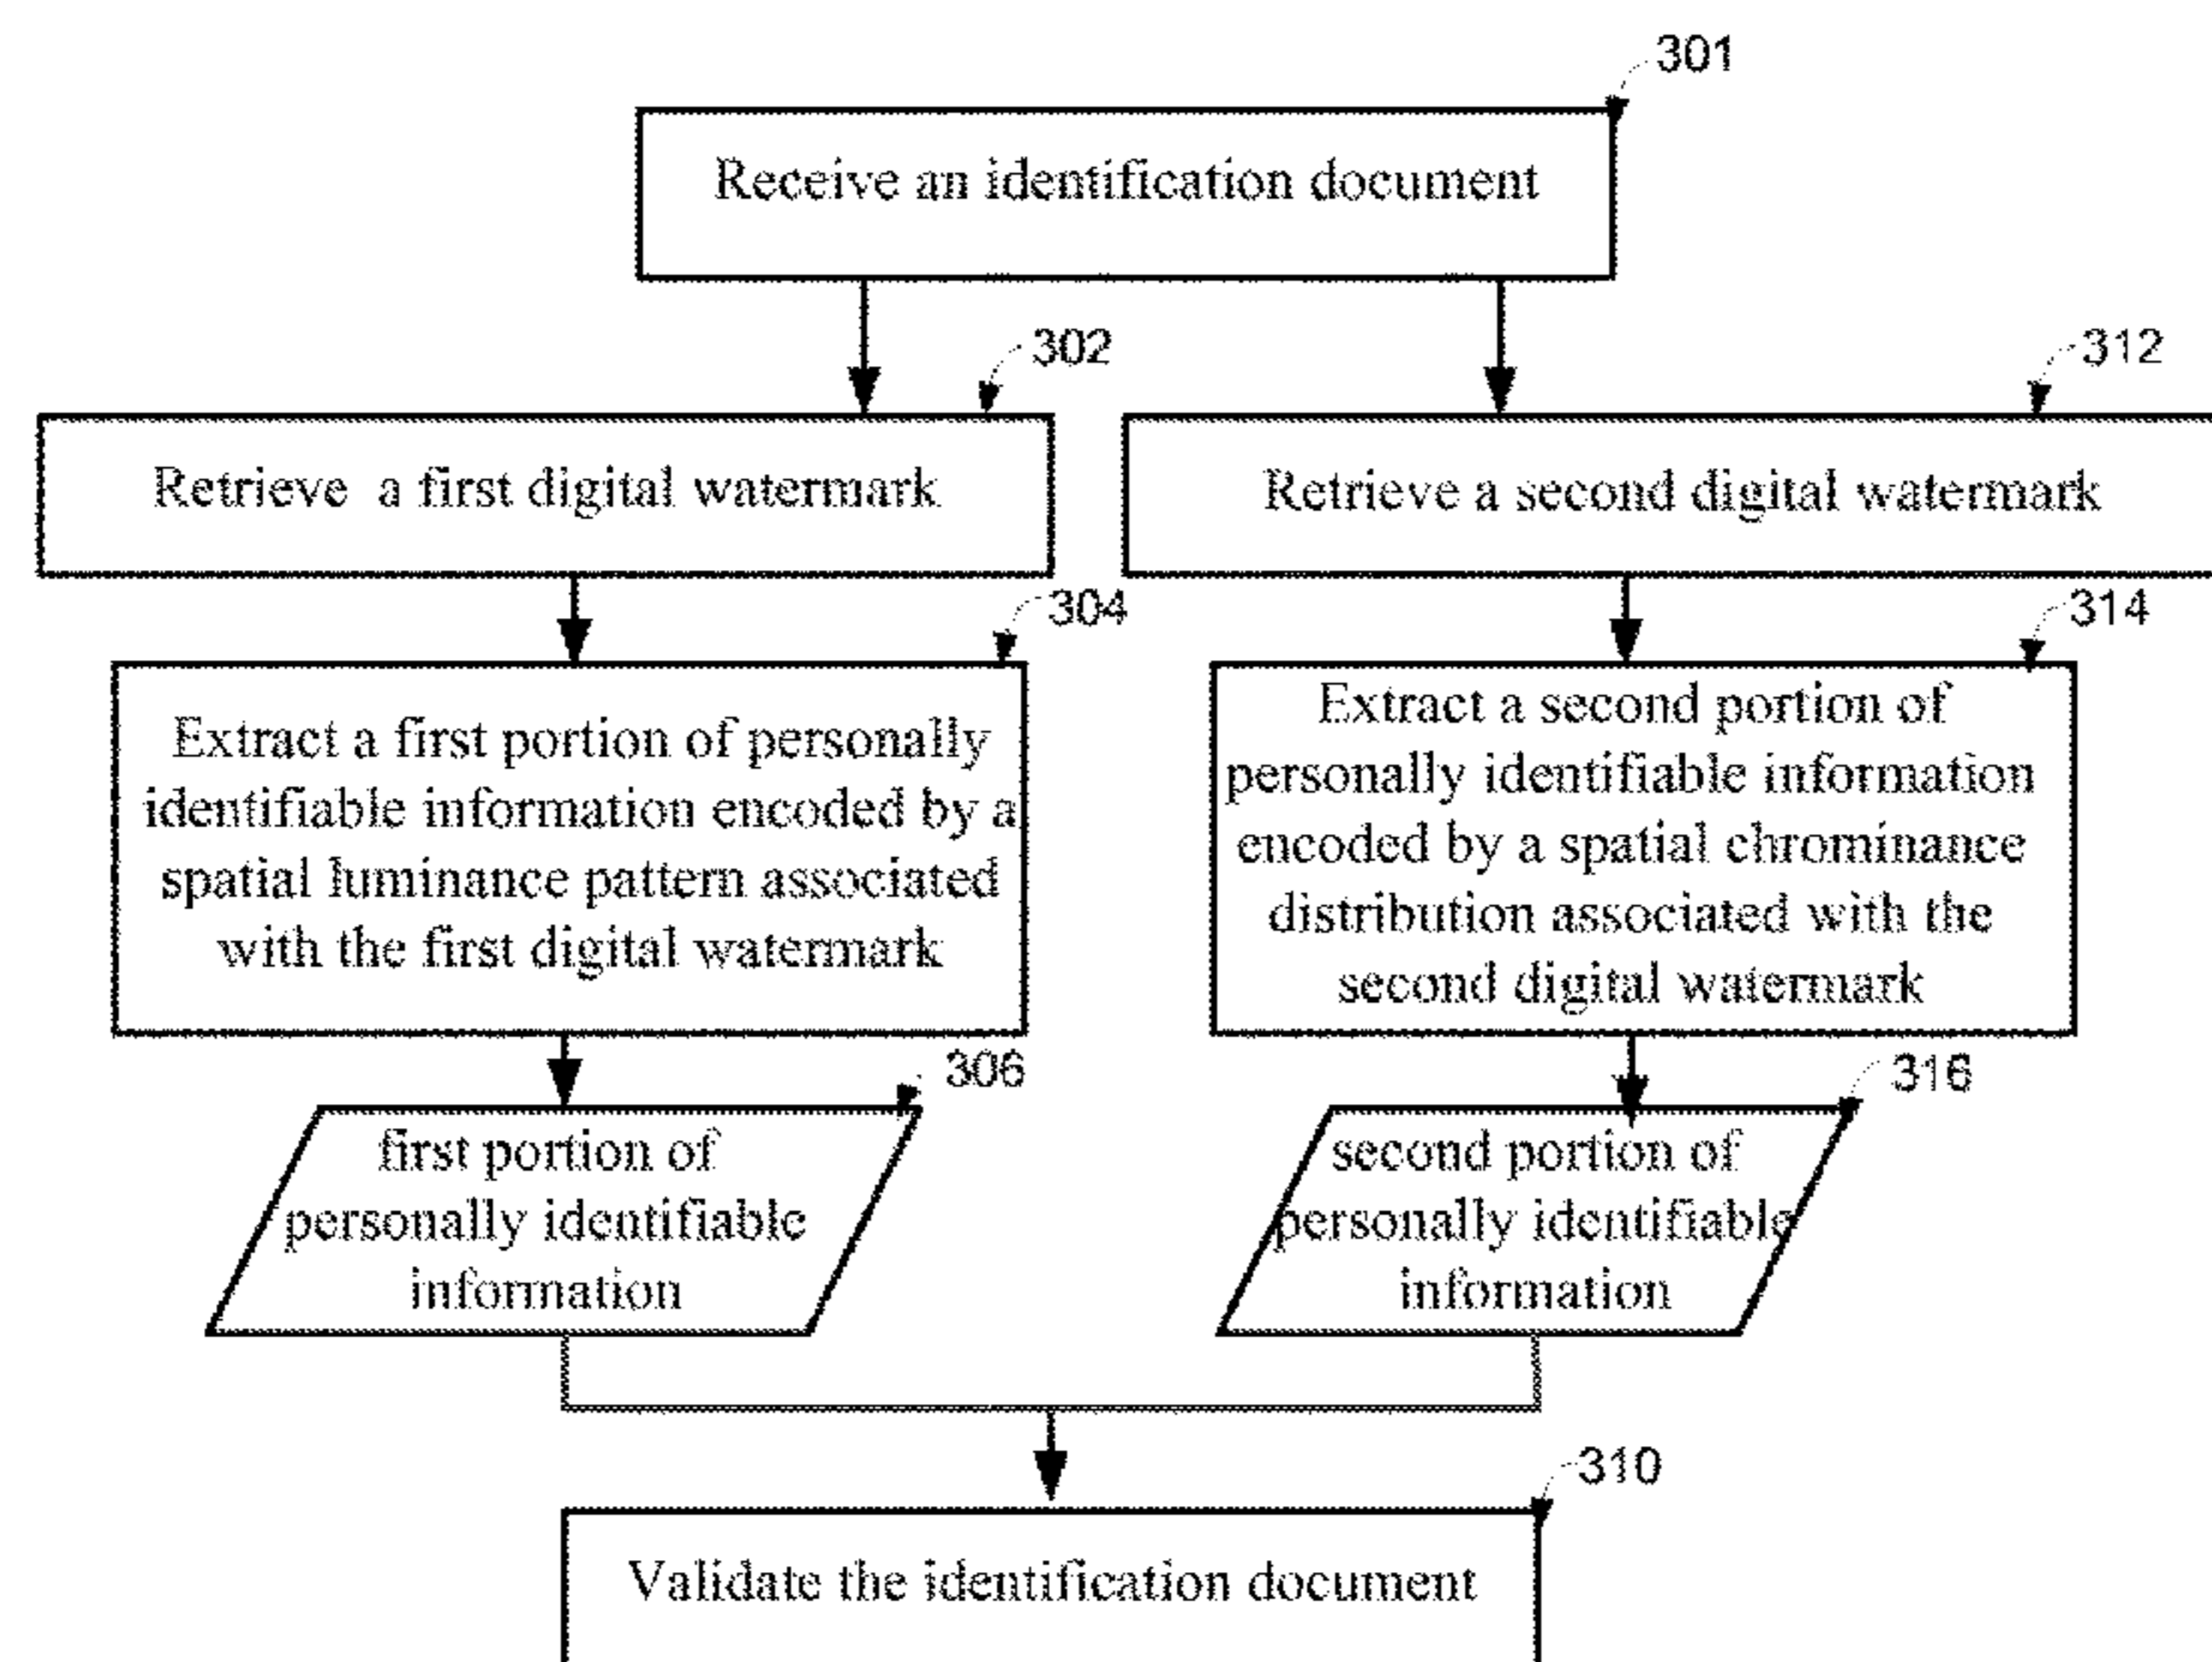 301
Receive an identification document
302
312
Retrieve a first digital watermark
Retrieve a second digital watermark
304
314
Extract a first portion of personally
identifiable information encoded by a
spatial luminance pattern associated
with the first digital watermark
Extract a second portion of
personally identifiable information
encoded by a spatial chrominance
distribution associated with the
second digital watermark
306
316
first portion of
personally identifiable
information
second portion of
personally identifiable
information
310
Validate the identification document